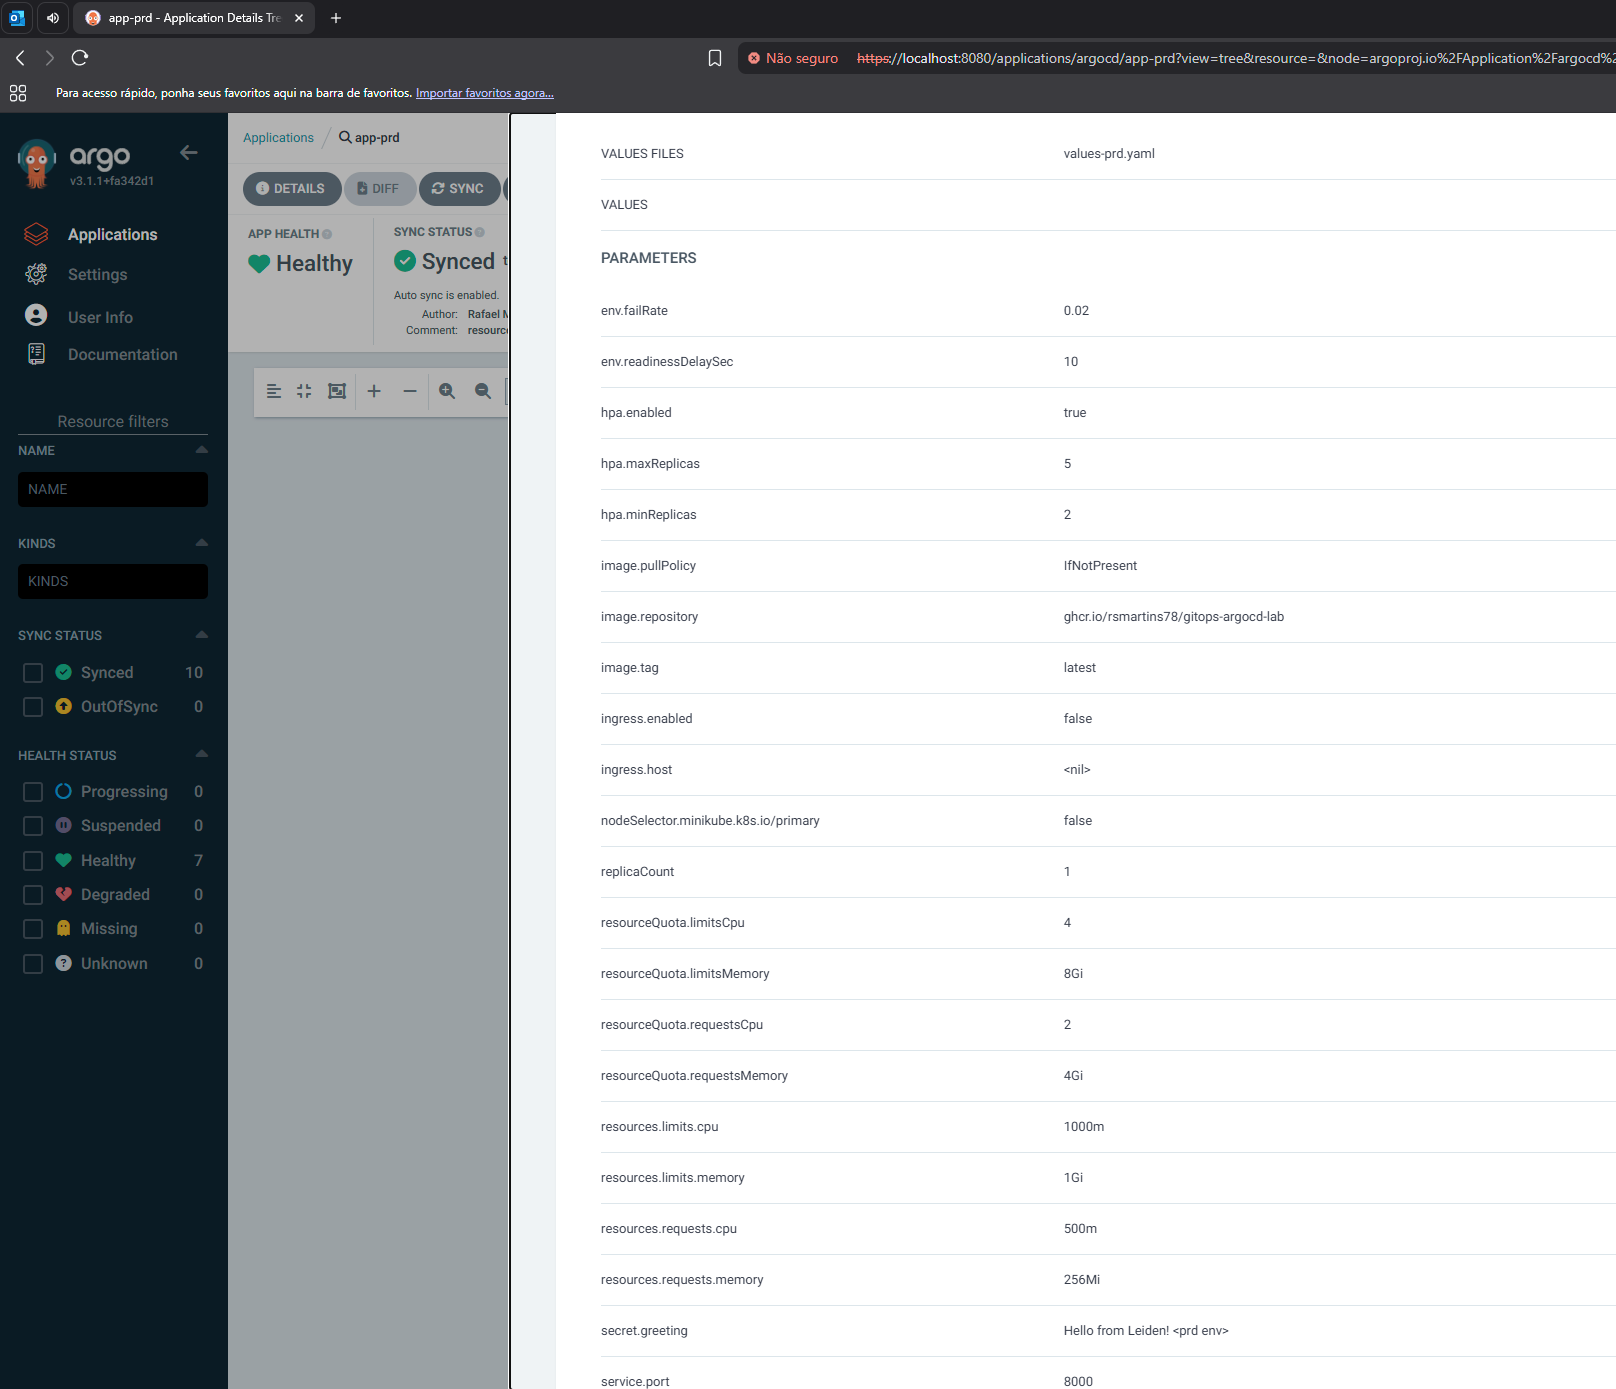 app-prd - Application Details Tre
Não seguro https://localhost:8080/applications/argocd/app-prd?view=tree&resource=&node=argoproj.io%2FApplication%2Fargocd%2
Para acesso rápido, ponha seus favoritos aqui na barra de favoritos. Importar favoritos agora...
argo
v3.1.1+fa342d1
Applications
Settings
User Info
Documentation
Resource filters
NAME
NAME
KINDS
KINDS
SYNC STATUS
Synced 10
OutOfSync 0
HEALTH STATUS
Progressing 0
Suspended 0
Healthy 7
Degraded 0
Missing 0
Unknown 0
Applications / app-prd
DETAILS DIFF SYNC
APP HEALTH
Healthy
SYNC STATUS
Synced t
Auto sync is enabled.
Author: Rafael M
Comment: resourc
VALUES FILES values-prd.yaml
VALUES
PARAMETERS
env.failRate 0.02
env.readinessDelaySec 10
hpa.enabled true
hpa.maxReplicas 5
hpa.minReplicas 2
image.pullPolicy IfNotPresent
image.repository ghcr.io/rsmartins78/gitops-argocd-lab
image.tag latest
ingress.enabled false
ingress.host <nil>
nodeSelector.minikube.k8s.io/primary false
replicaCount 1
resourceQuota.limitsCpu 4
resourceQuota.limitsMemory 8Gi
resourceQuota.requestsCpu 2
resourceQuota.requestsMemory 4Gi
resources.limits.cpu 1000m
resources.limits.memory 1Gi
resources.requests.cpu 500m
resources.requests.memory 256Mi
secret.greeting Hello from Leiden! <prd env>
service.port 8000